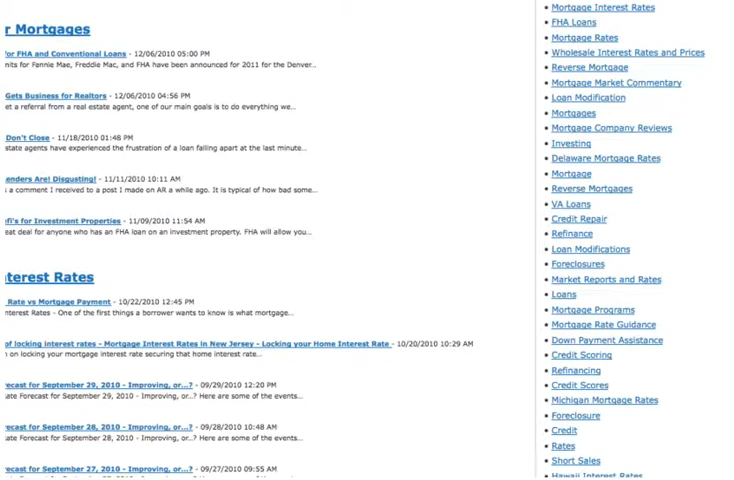 r Mortgages
for FHA and Conventional Loans - 12/06/2010 05:00 PM
mits for Fennie Mae, Freddie Mac, and FHA have been announced for 2011 for the Denver...
Gets Business for Realtors - 12/06/2010 04:56 PM
et a referral from a real estate agent, one of our main goals is to do everything we...
Don't Close - 11/18/2010 01:48 PM
state agents have experienced the frustration of a loan falling apart at the last minute...
enders Are! Disgusting! - 11/11/2010 10:11 AM
s a comment I received to a post I made on AR a while ago. It is typical of how bad some...
efi's for Investment Properties - 11/09/2010 11:54 AM
eat deal for anyone who has an FHA loan on an investment property. FHA will allow you...
nterest Rates
Rate vs Mortgage Payment - 10/22/2010 12:45 PM
nterest Rates - One of the first things a borrower wants to know is what mortgage...
of locking interest rates - Mortgage Interest Rates in New Jersey - Locking your Home Interest Rate - 10/20/2010 10:29 AM
n on locking your mortgage interest rate securing that home interest rate...
recast for September 29, 2010 - Improving, or...? - 09/29/2010 12:20 PM
ate Forecast for September 29, 2010 - Improving, or..? Here are some of the events...
recast for September 28, 2010 - Improving, or...? - 09/28/2010 10:48 AM
ate Forecast for September 28, 2010 - Improving, or..? Here are some of the events...
recast for September 27, 2010 - Improving, or...? - 09/27/2010 09:55 AM
• Mortgage Interest Rates
• FHA Loans
• Mortgage Rates
• Wholesale Interest Rates and Prices
• Reverse Mortgage
• Mortgage Market Commentary
• Loan Modification
• Mortgages
• Mortgage Company Reviews
• Investing
• Delaware Mortgage Rates
• Mortgage
• Reverse Mortgages
• VA Loans
• Credit Repair
• Refinance
• Loan Modifications
• Foreclosures
• Market Reports and Rates
• Loans
• Mortgage Programs
• Mortgage Rate Guidance
• Down Payment Assistance
• Credit Scoring
• Refinancing
• Credit Scores
• Michigan Mortgage Rates
• Foreclosure
• Credit
• Rates
• Short Sales
• Hawaii Interest Rates